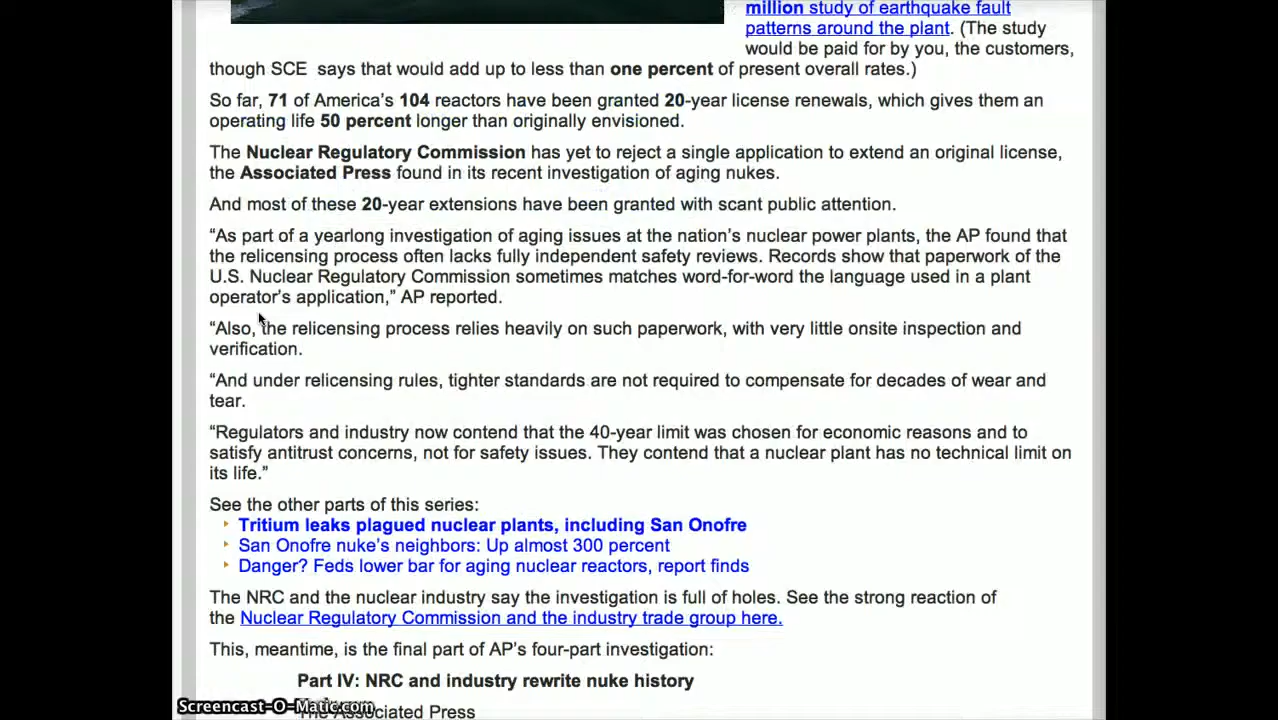 million study of earthquake fault
patterns around the plant. (The study
would be paid for by you, the customers,
though SCE  says that would add up to less than one percent of present overall rates.)
So far, 71 of America’s 104 reactors have been granted 20-year license renewals, which gives them an
operating life 50 percent longer than originally envisioned.
The Nuclear Regulatory Commission has yet to reject a single application to extend an original license,
the Associated Press found in its recent investigation of aging nukes.
And most of these 20-year extensions have been granted with scant public attention.
“As part of a yearlong investigation of aging issues at the nation’s nuclear power plants, the AP found that
the relicensing process often lacks fully independent safety reviews. Records show that paperwork of the
U.S. Nuclear Regulatory Commission sometimes matches word-for-word the language used in a plant
operator’s application,” AP reported.
“Also, the relicensing process relies heavily on such paperwork, with very little onsite inspection and
verification.
“And under relicensing rules, tighter standards are not required to compensate for decades of wear and
tear.
“Regulators and industry now contend that the 40-year limit was chosen for economic reasons and to
satisfy antitrust concerns, not for safety issues. They contend that a nuclear plant has no technical limit on
its life.”
See the other parts of this series:
Tritium leaks plagued nuclear plants, including San Onofre
San Onofre nuke’s neighbors: Up almost 300 percent
Danger? Feds lower bar for aging nuclear reactors, report finds
The NRC and the nuclear industry say the investigation is full of holes. See the strong reaction of
the Nuclear Regulatory Commission and the industry trade group here.
This, meantime, is the final part of AP’s four-part investigation:
Part IV: NRC and industry rewrite nuke history
The Associated Press
Screencast-O-Matic.com